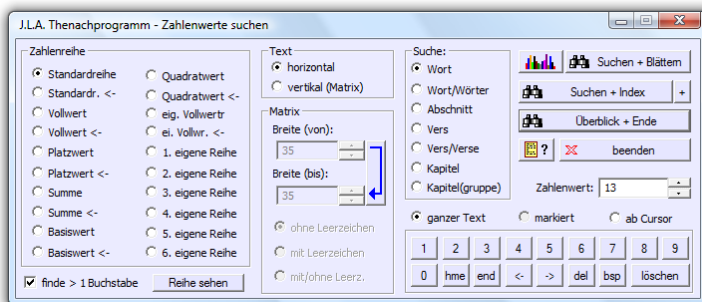 J.L.A. Thenachprogramm - Zahlenwerte suchen
Zahlenreihe
Standardreihe
Standardr. <-
Vollwert
Vollwert <-
Platzwert
Platzwert <-
Summe
Summe <-
Basiswert
Basiswert <-
Quadratwert
Quadratwert <-
eig. Vollwertr
ei. Vollwr. <-
1. eigene Reihe
2. eigene Reihe
3. eigene Reihe
4. eigene Reihe
5. eigene Reihe
6. eigene Reihe
finde > 1 Buchstabe
Reihe sehen
Text
horizontal
vertikal (Matrix)
Matrix
Breite (von):
35
Breite (bis):
35
ohne Leerzeichen
mit Leerzeichen
mit/ohne Leerz.
Suche:
Wort
Wort/Wörter
Abschnitt
Vers
Vers/Verse
Kapitel
Kapitel(gruppe)
Suchen + Blättern
Suchen + Index +
Überblick + Ende
? beenden
Zahlenwert: 13
ganzer Text markiert ab Cursor
1 2 3 4 5 6 7 8 9
0 hme end <- -> del bsp löschen